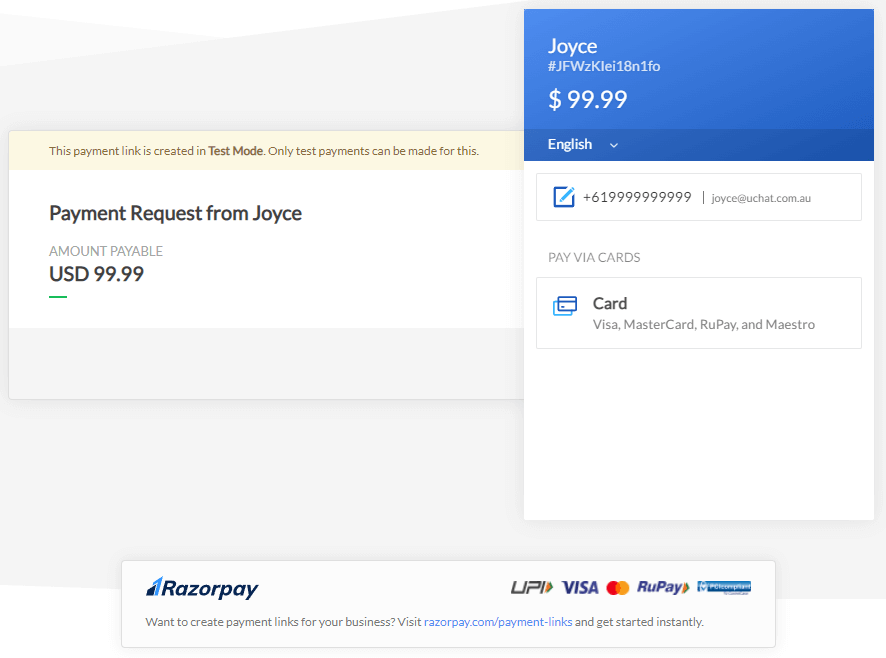 Joyce
#JFWzKIei18n1fo
$ 99.99
English
This payment link is created in Test Mode. Only test payments can be made for this.
Payment Request from Joyce
AMOUNT PAYABLE
USD 99.99
+619999999999 | joyce@uchat.com.au
PAY VIA CARDS
Card
Visa, MasterCard, RuPay, and Maestro
Razorpay
UPI VISA RuPay PCI compliant
Want to create payment links for your business? Visit razorpay.com/payment-links and get started instantly.